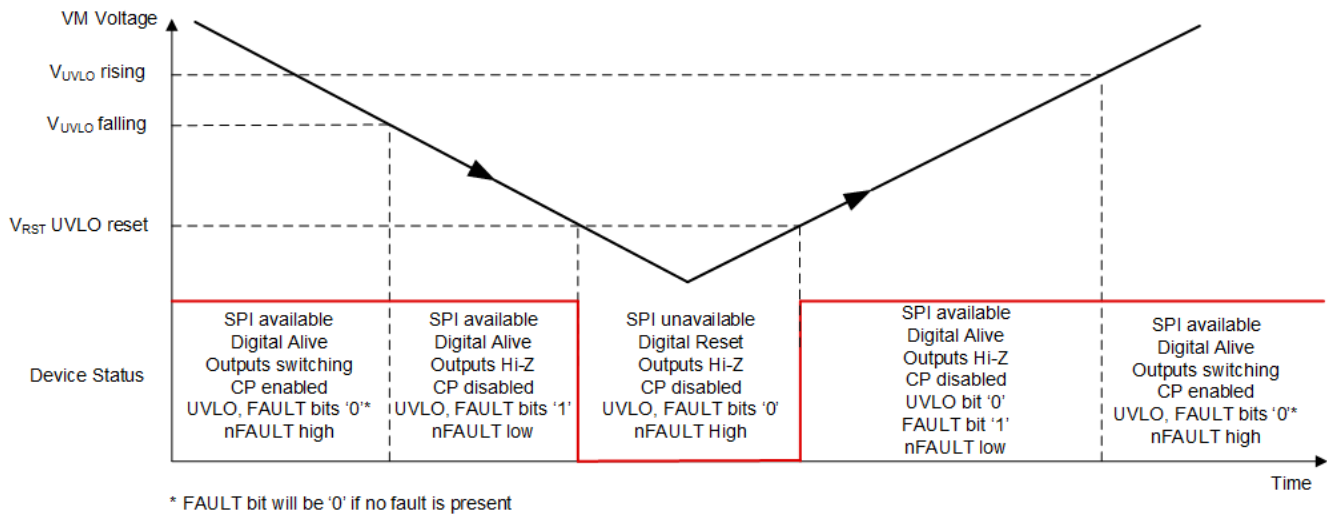 VM Voltage
VUVLO rising
VUVLO falling
VRST UVLO reset
Device Status
SPI available
Digital Alive
Outputs switching
CP enabled
UVLO, FAULT bits ‘0’*
nFAULT high
SPI available
Digital Alive
Outputs Hi-Z
CP disabled
UVLO, FAULT bits ‘1’
nFAULT low
SPI unavailable
Digital Reset
Outputs Hi-Z
CP disabled
UVLO, FAULT bits ‘0’
nFAULT High
SPI available
Digital Alive
Outputs Hi-Z
CP disabled
UVLO bit ‘0’
FAULT bit ‘1’
nFAULT low
SPI available
Digital Alive
Outputs switching
CP enabled
UVLO, FAULT bits ‘0’*
nFAULT high
Time
* FAULT bit will be ‘0’ if no fault is present